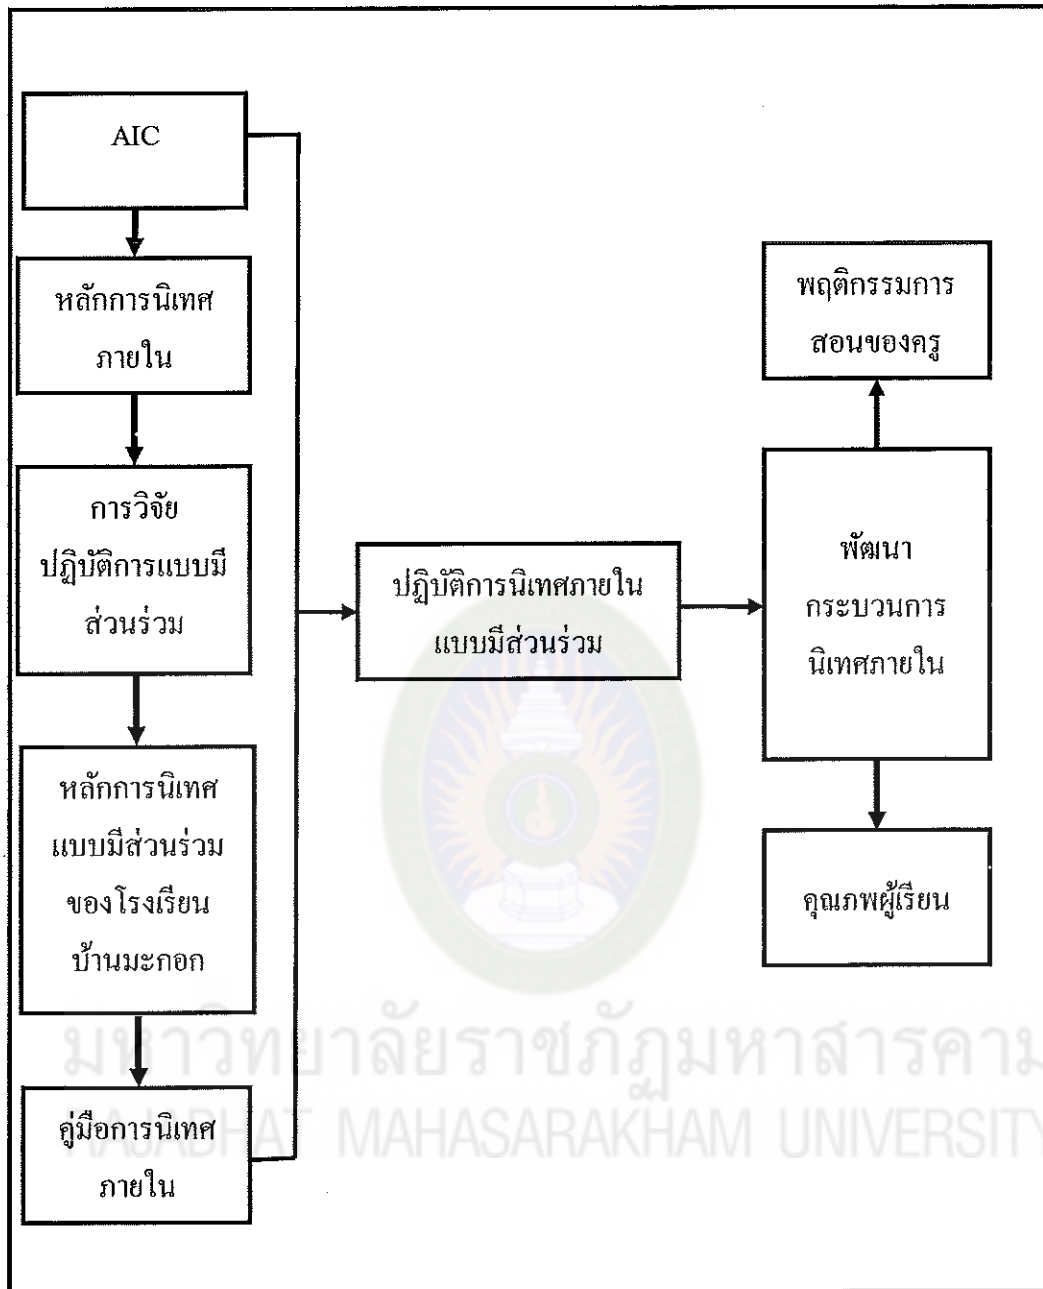 AIC
หลักการนิเทศ
ภายใน
การวิจัย
ปฏิบัติการแบบมี
ส่วนร่วม
หลักการนิเทศ
แบบมีส่วนร่วม
ของโรงเรียน
บ้านมะกอก
คู่มือการนิเทศ
ภายใน
ปฏิบัติการนิเทศภายใน
แบบมีส่วนร่วม
พฤติกรรมการ
สอนของครู
พัฒนา
กระบวนการ
นิเทศภายใน
คุณภพผู้เรียน
มหาวิทยาลัยราชภัฏมหาสารคาม
RAJABHAT MAHASARAKHAM UNIVERSITY